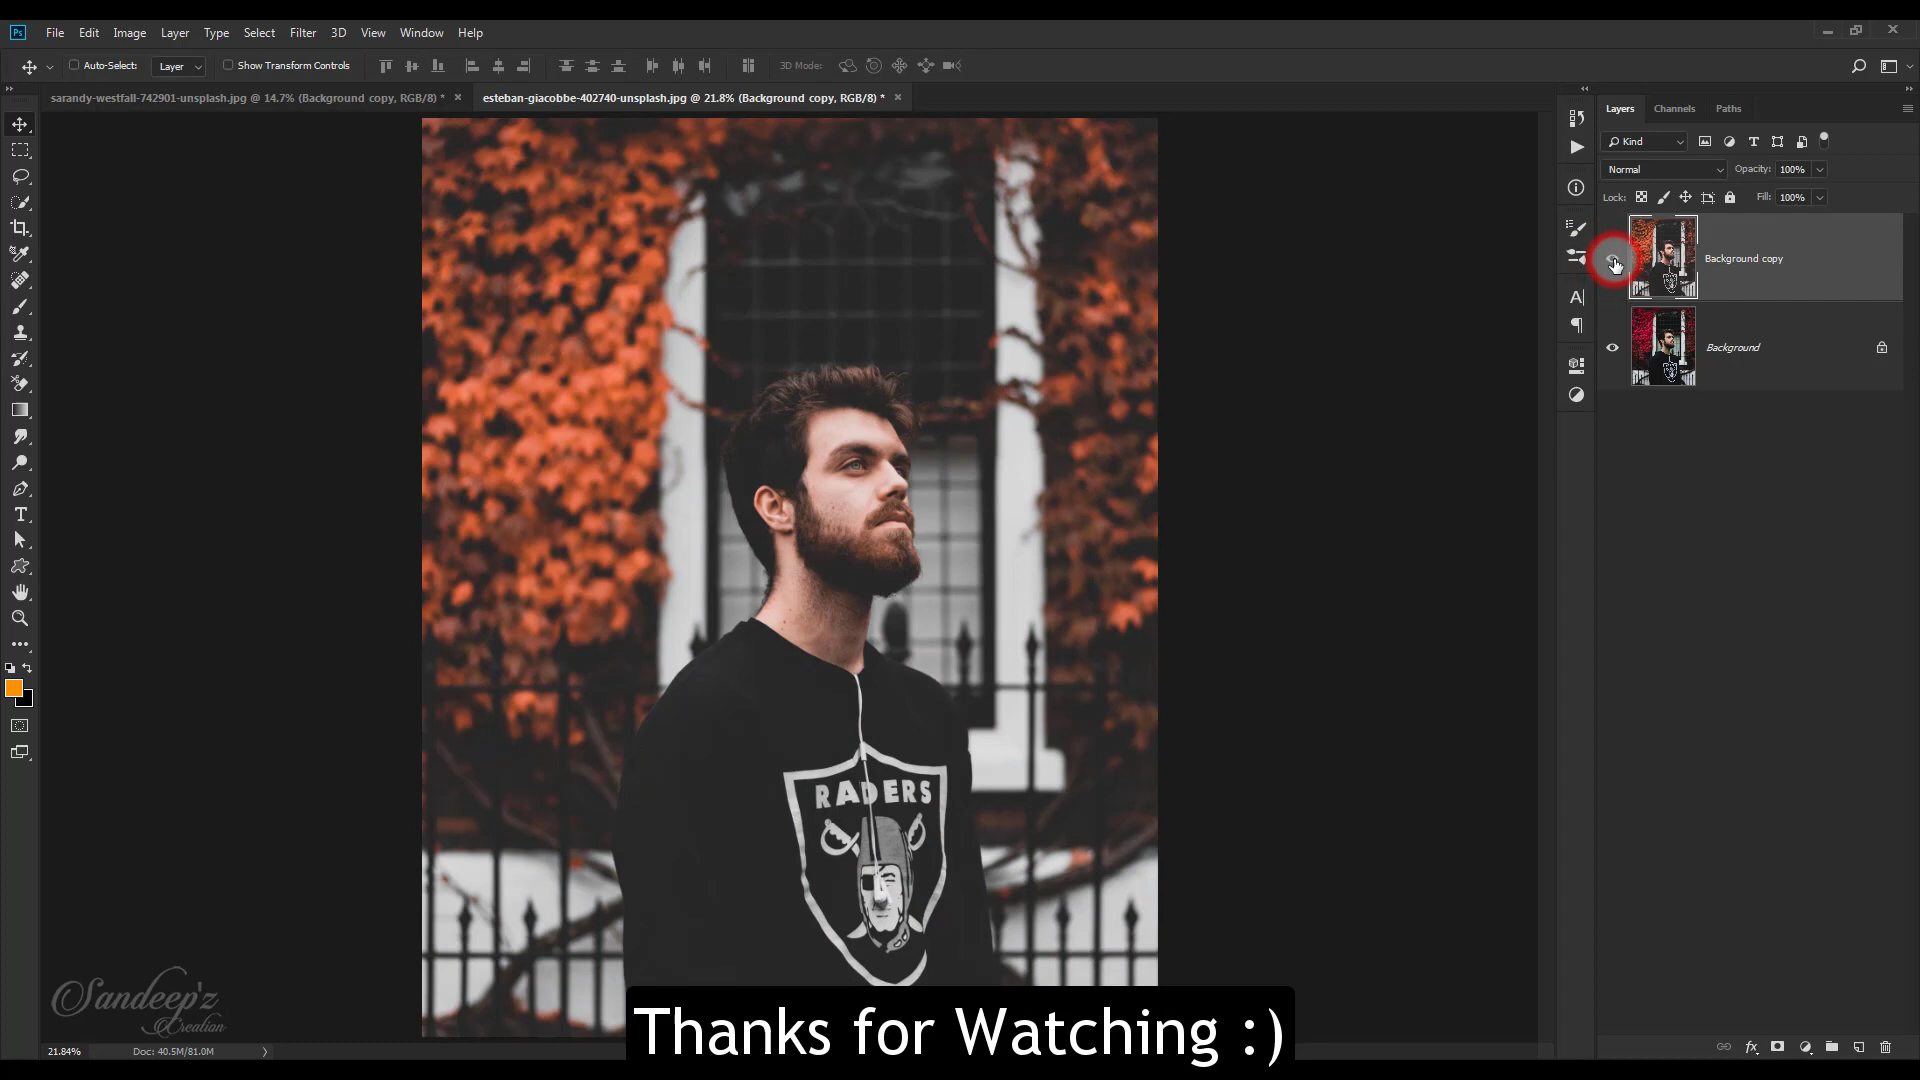 Ps File Edit Image Layer Type Select Filter 3D View Window Help
Auto-Select: Layer Show Transform Controls 3D Mode:
sarandy-westfall-742901-unsplash.jpg @ 14.7% (Background copy, RGB/8) * esteban-giacobbe-402740-unsplash.jpg @ 21.8% (Background copy, RGB/8) *
Layers Channels Paths
Kind
Normal Opacity: 100%
Lock: Fill: 100%
Background copy
Background
RADERS
Sandeep'z
Creation
Thanks for Watching :)
21.84% Doc: 40.5M/81.0M